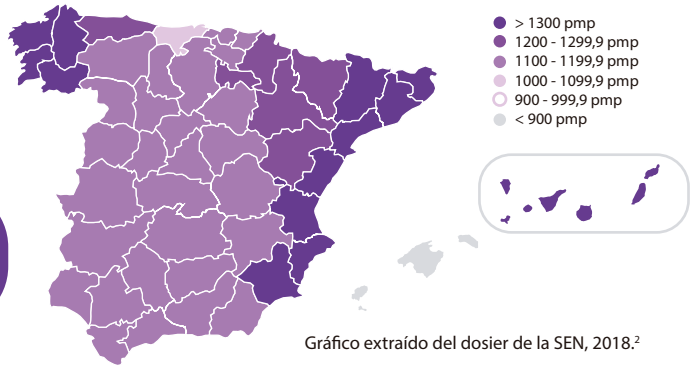 > 1300 pmp
1200 - 1299,9 pmp
1100 - 1199,9 pmp
1000 - 1099,9 pmp
900 - 999,9 pmp
< 900 pmp
Gráfico extraído del dosier de la SEN, 2018.²